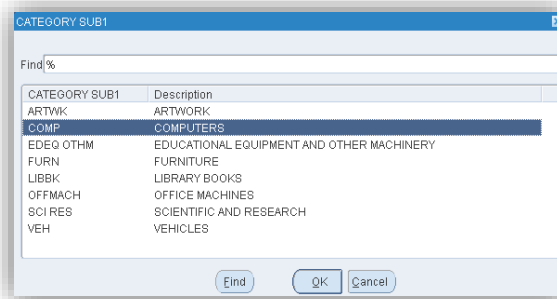 CATEGORY SUB1
Find %
CATEGORY SUB1 Description
ARTWK ARTWORK
COMP COMPUTERS
EDEQ OTHM EDUCATIONAL EQUIPMENT AND OTHER MACHINERY
FURN FURNITURE
LIBBK LIBRARY BOOKS
OFFMACH OFFICE MACHINES
SCI RES SCIENTIFIC AND RESEARCH
VEH VEHICLES
Find OK Cancel